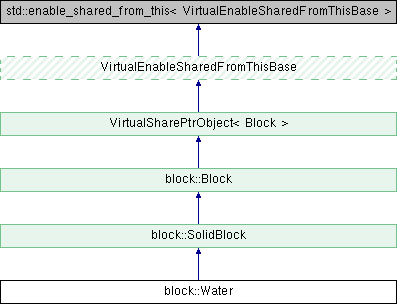 std::enable_shared_from_this< VirtualEnableSharedFromThisBase >
VirtualEnableSharedFromThisBase
VirtualSharePtrObject< Block >
block::Block
block::SolidBlock
block::Water